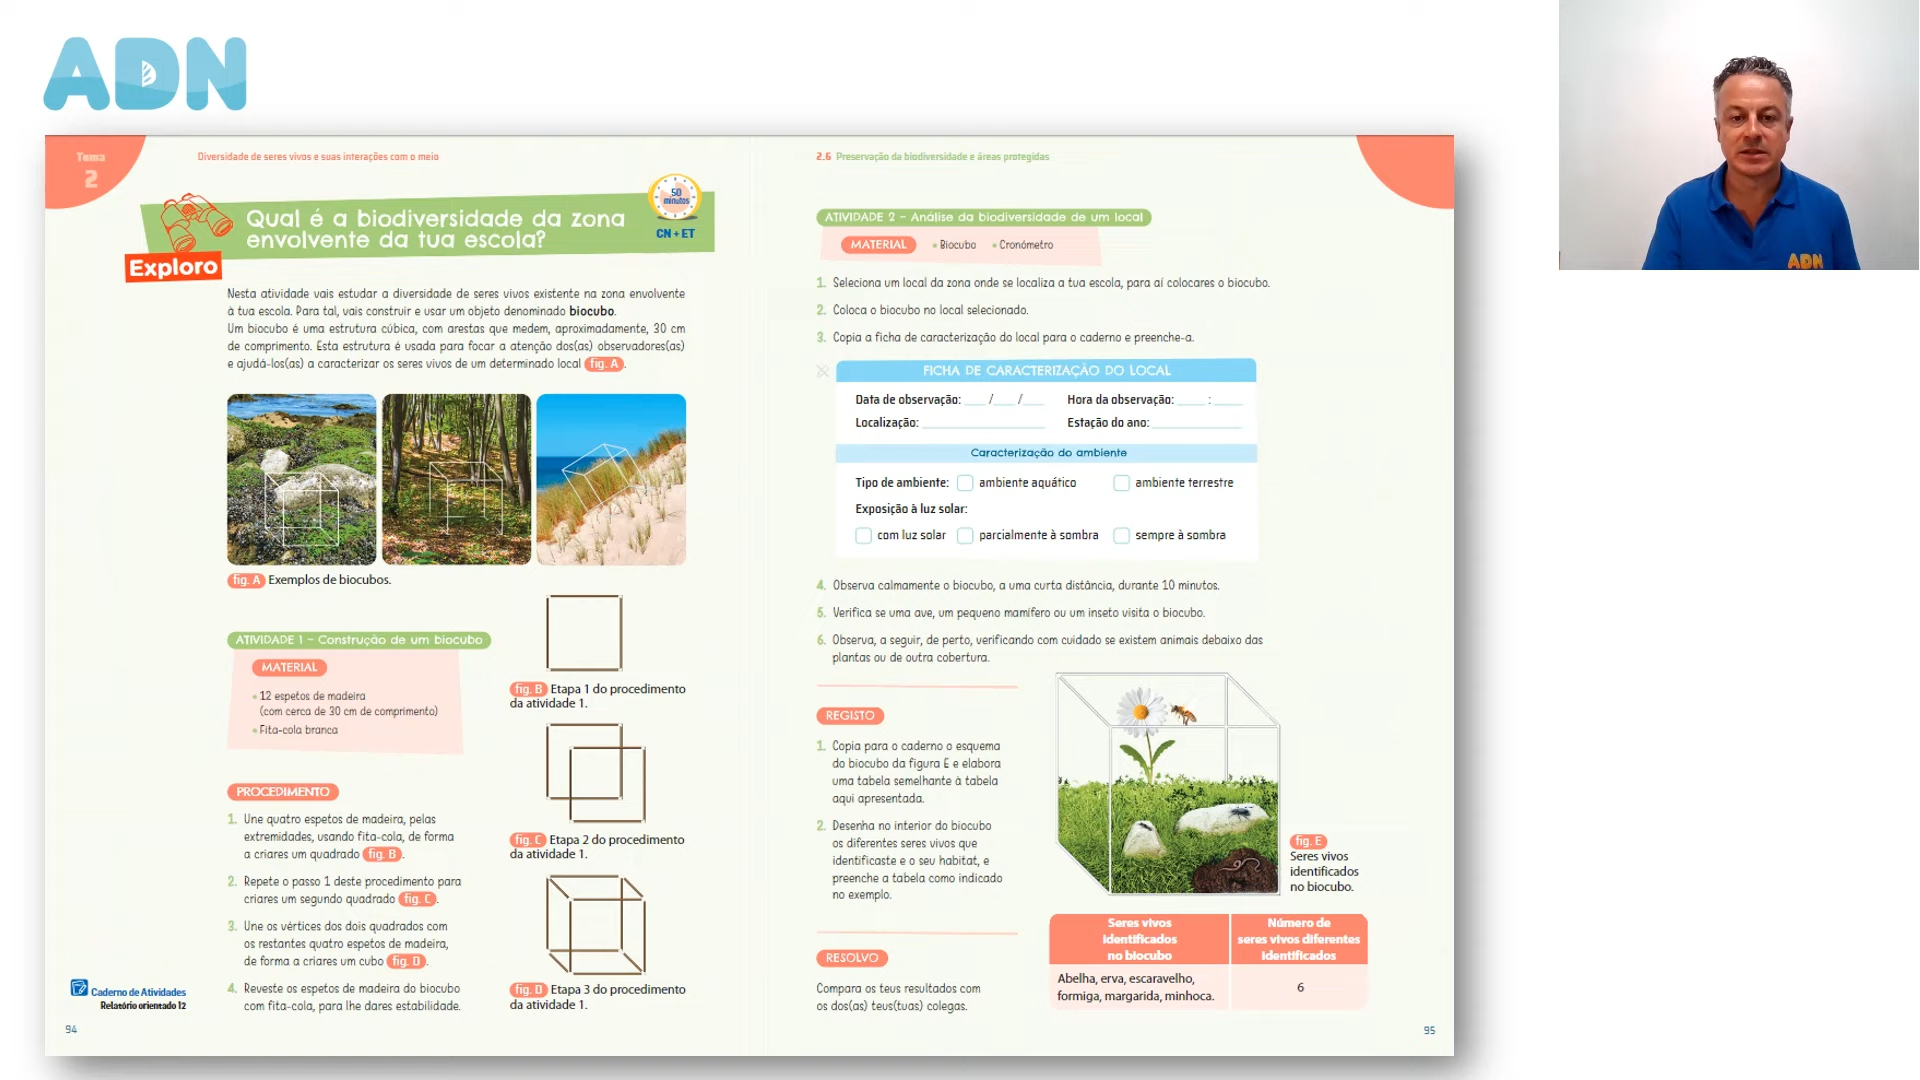 ADN
Tema
2
Diversidade de seres vivos e suas interações com o meio
50
minutos
CN + ET
Qual é a biodiversidade da zona
envolvente da tua escola?
Exploro
Nesta atividade vais estudar a diversidade de seres vivos existente na zona envolvente
à tua escola. Para tal, vais construir e usar um objeto denominado biocubo.
Um biocubo é uma estrutura cúbica, com arestas que medem, aproximadamente, 30 cm
de comprimento. Esta estrutura é usada para focar a atenção dos(as) observadores(as)
e ajudá-los(as) a caracterizar os seres vivos de um determinado local fig. A.
fig. A Exemplos de biocubos.
ATIVIDADE 1 – Construção de um biocubo
MATERIAL
• 12 espetos de madeira
(com cerca de 30 cm de comprimento)
• Fita-cola branca
PROCEDIMENTO
1. Une quatro espetos de madeira, pelas
extremidades, usando fita-cola, de forma
a criares um quadrado fig. B.
2. Repete o passo 1 deste procedimento para
criares um segundo quadrado fig. C.
3. Une os vértices dos dois quadrados com
os restantes quatro espetos de madeira,
de forma a criares um cubo fig. D.
4. Reveste os espetos de madeira do biocubo
com fita-cola, para lhe dares estabilidade.
fig. B Etapa 1 do procedimento
da atividade 1.
fig. C Etapa 2 do procedimento
da atividade 1.
fig. D Etapa 3 do procedimento
da atividade 1.
Caderno de Atividades
Relatório orientado 12
94
2.6 Preservação da biodiversidade e áreas protegidas
ATIVIDADE 2 – Análise da biodiversidade de um local
MATERIAL • Biocubo • Cronómetro
1. Seleciona um local da zona onde se localiza a tua escola, para aí colocares o biocubo.
2. Coloca o biocubo no local selecionado.
3. Copia a ficha de caracterização do local para o caderno e preenche-a.
FICHA DE CARACTERIZAÇÃO DO LOCAL
Data de observação: ___ /___ /___ Hora da observação: ____ : ____
Localização: ____ Estação do ano: ____
Caracterização do ambiente
Tipo de ambiente: ambiente aquático ambiente terrestre
Exposição à luz solar:
com luz solar parcialmente à sombra sempre à sombra
4. Observa calmamente o biocubo, a uma curta distância, durante 10 minutos.
5. Verifica se uma ave, um pequeno mamífero ou um inseto visita o biocubo.
6. Observa, a seguir, de perto, verificando com cuidado se existem animais debaixo das
plantas ou de outra cobertura.
REGISTO
1. Copia para o caderno o esquema
do biocubo da figura E e elabora
uma tabela semelhante à tabela
aqui apresentada.
2. Desenha no interior do biocubo
os diferentes seres vivos que
identificaste e o seu habitat, e
preenche a tabela como indicado
no exemplo.
RESOLVO
Compara os teus resultados com
os dos(as) teus(tuas) colegas.
fig. E
Seres vivos
identificados
no biocubo.
Seres vivos
identificados
no biocubo
Número de
seres vivos diferentes
identificados
Abelha, erva, escaravelho,
formiga, margarida, minhoca.
6
95
ADN